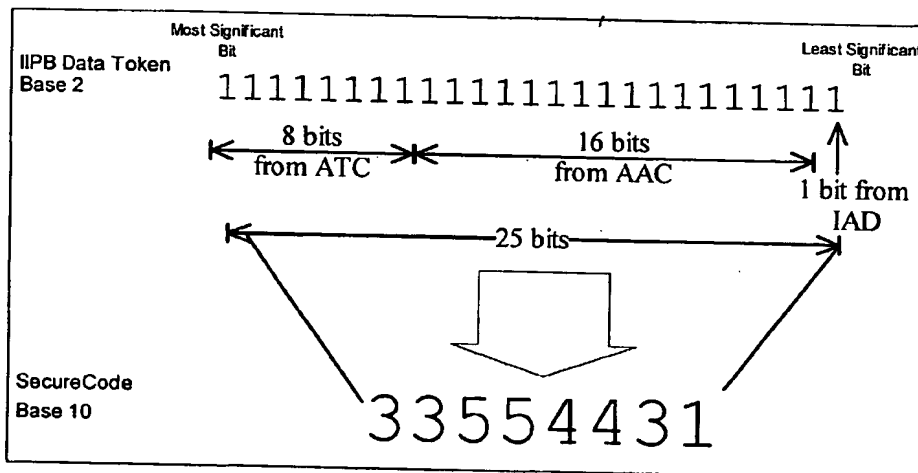 Most Significant
Bit
Least Significant
Bit
IIPB Data Token
Base 2
1111111111111111111111111
8 bits
from ATC
16 bits
from AAC
1 bit from
IAD
25 bits
SecureCode
Base 10
33554431